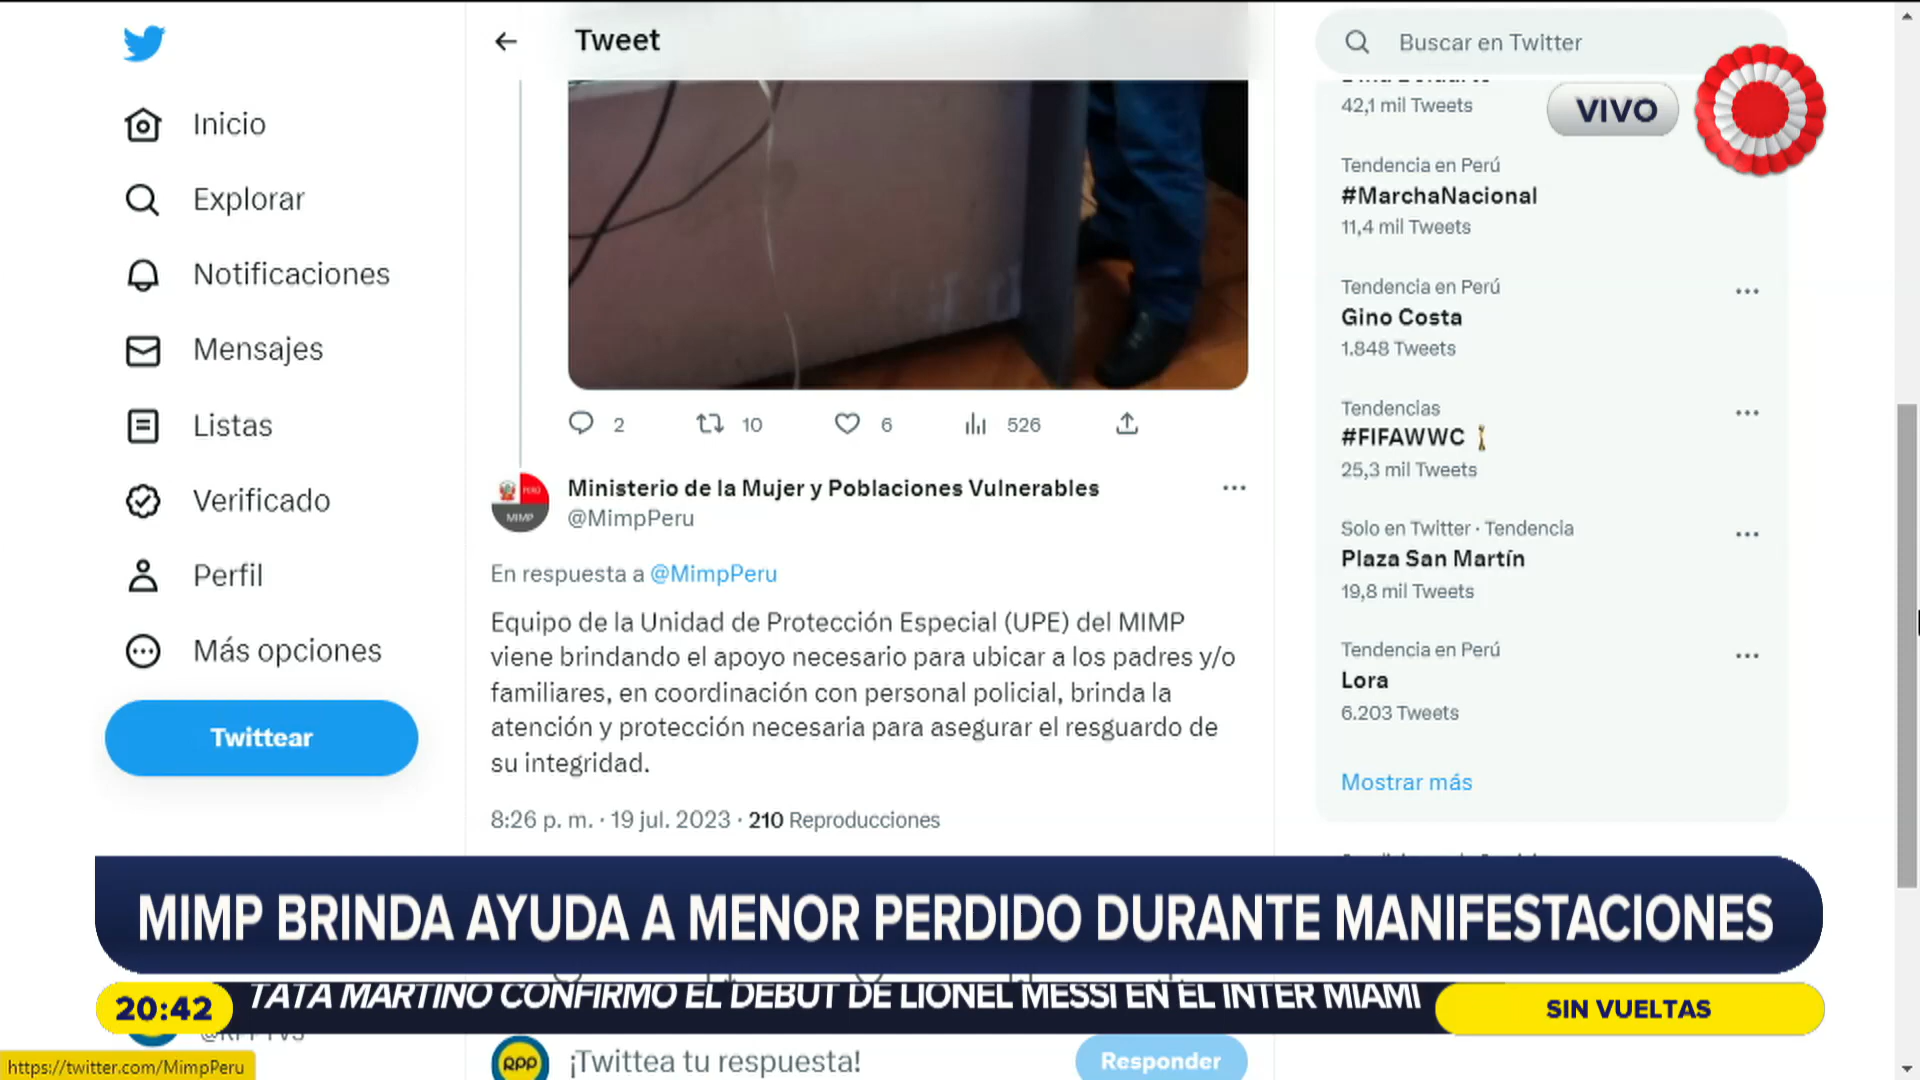 Tweet
Buscar en Twitter
Inicio
Explorar
Notificaciones
Mensajes
Listas
Verificado
Perfil
Más opciones
Twittear
2
10
6
526
PERÚ
MIMP
Ministerio de la Mujer y Poblaciones Vulnerables
@MimpPeru
En respuesta a @MimpPeru
Equipo de la Unidad de Protección Especial (UPE) del MIMP
viene brindando el apoyo necesario para ubicar a los padres y/o
familiares, en coordinación con personal policial, brinda la
atención y protección necesaria para asegurar el resguardo de
su integridad.
8:26 p. m. · 19 jul. 2023 · 210 Reproducciones
42,1 mil Tweets
VIVO
Tendencia en Perú
#MarchaNacional
11,4 mil Tweets
Tendencia en Perú
Gino Costa
1.848 Tweets
Tendencias
#FIFAWWC
25,3 mil Tweets
Solo en Twitter · Tendencia
Plaza San Martín
19,8 mil Tweets
Tendencia en Perú
Lora
6.203 Tweets
Mostrar más
MIMP BRINDA AYUDA A MENOR PERDIDO DURANTE MANIFESTACIONES
20:42
TATA MARTINO CONFIRMÓ EL DEBUT DE LIONEL MESSI EN EL INTER MIAMI
SIN VUELTAS
RPP
¡Twittea tu respuesta!
Responder
https://twitter.com/MimpPeru